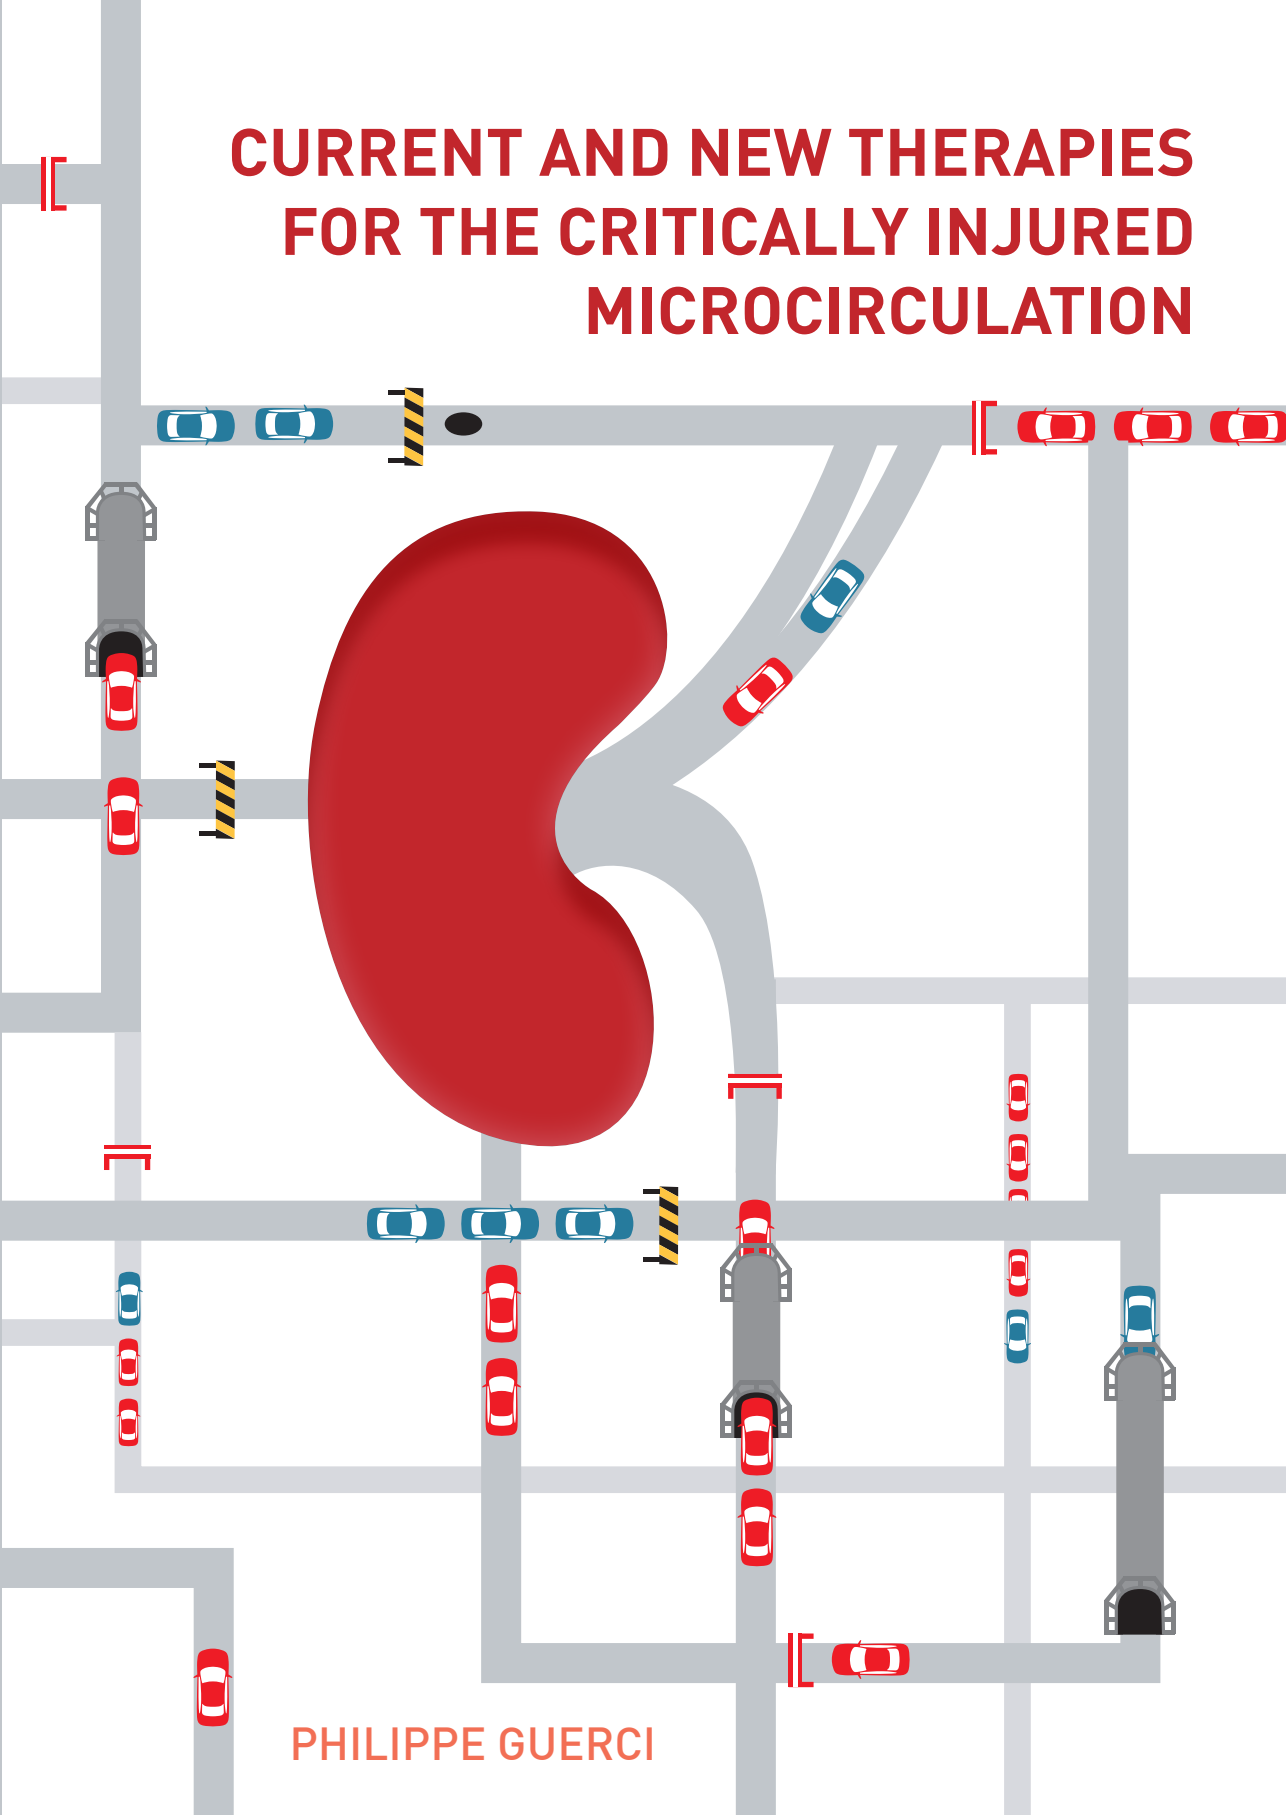 CURRENT AND NEW THERAPIES
FOR THE CRITICALLY INJURED
MICROCIRCULATION
PHILIPPE GUERCI